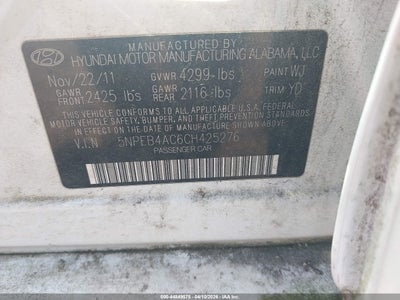 MANUFACTURED BY
HYUNDAI MOTOR MANUFACTURING ALABAMA, LLC
Nov/22/11 GVWR 4299 lbs PAINT WJ
GAWR FRONT 2425 lbs GAWR REAR 2116 lbs TRIM YD
THIS VEHICLE CONFORMS TO ALL APPLICABLE U.S.A. FEDERAL
MOTOR VEHICLE SAFETY, BUMPER, AND THEFT PREVENTION STANDARDS
IN EFFECT ON THE DATE OF MANUFACTURE SHOWN ABOVE.
V.I.N 5NPEB4AC6CH425276
PASSENGER CAR